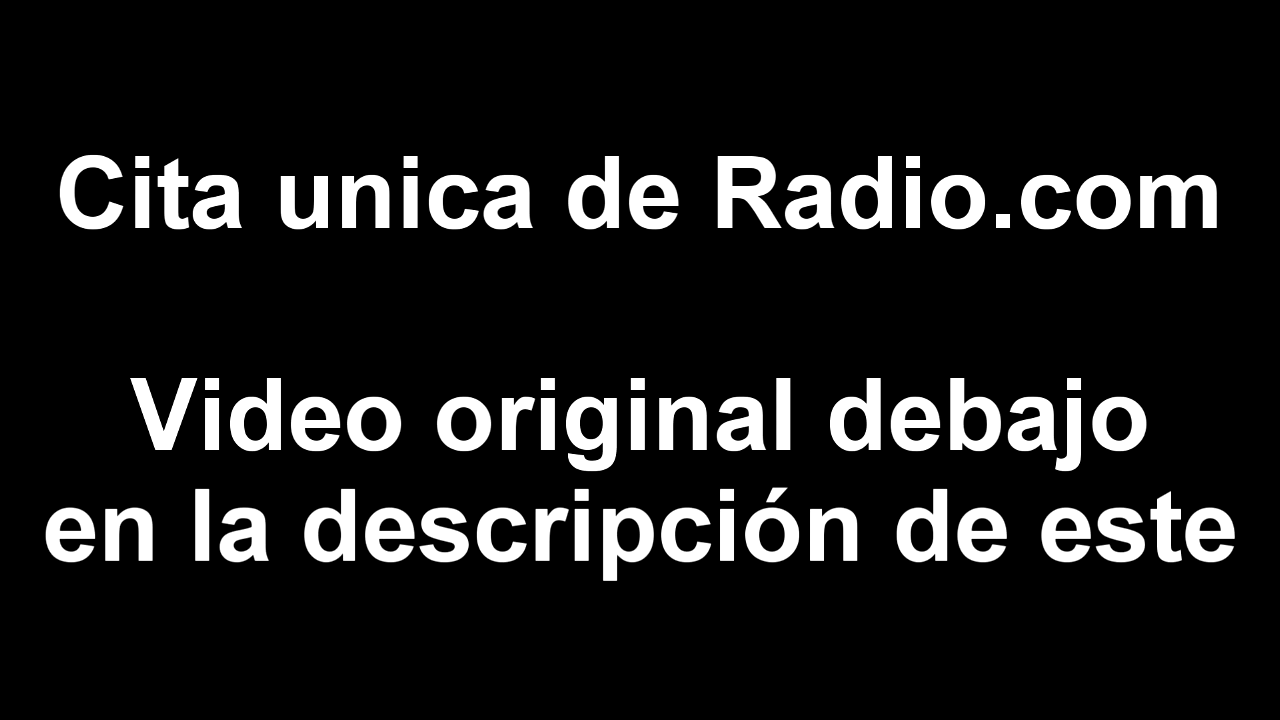 Cita unica de Radio.com
Video original debajo
en la descripción de este